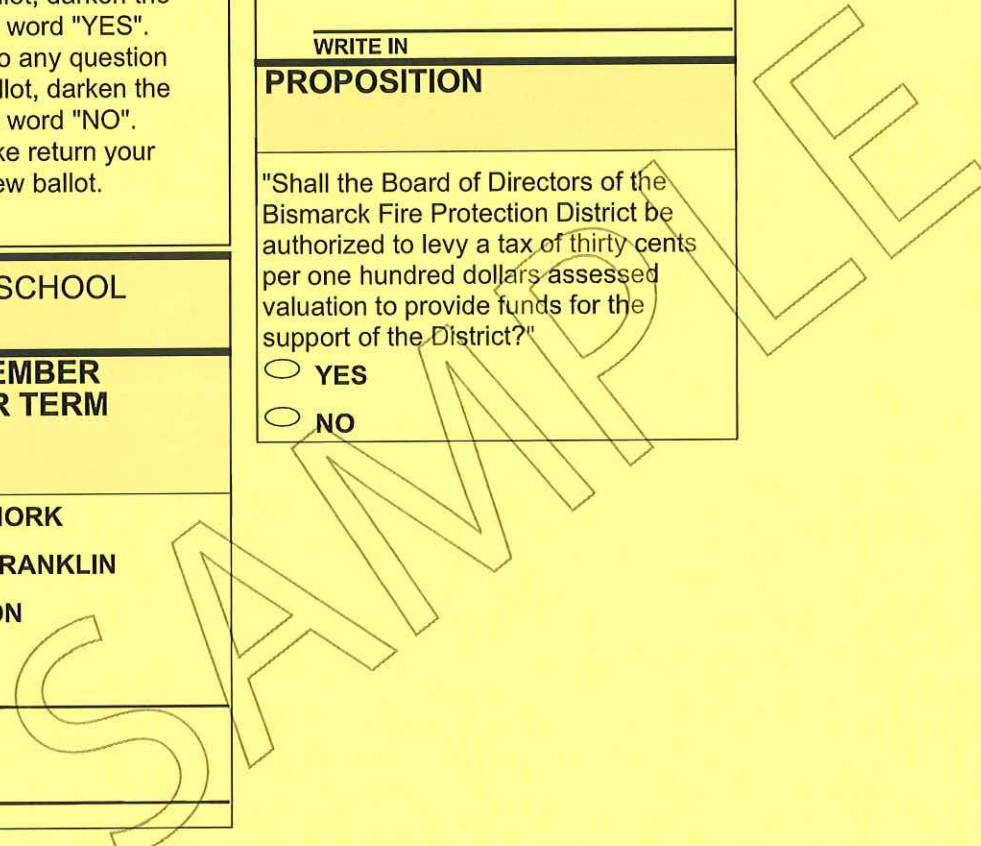 word "YES".
o any question
llot, darken the
word "NO".
ke return your
ew ballot.
SCHOOL
EMBER
R TERM
ORK
RANKLIN
ON
WRITE IN
PROPOSITION
"Shall the Board of Directors of the
Bismarck Fire Protection District be
authorized to levy a tax of thirty cents
per one hundred dollars assessed
valuation to provide funds for the
support of the District?"
YES
NO
SAMPLE